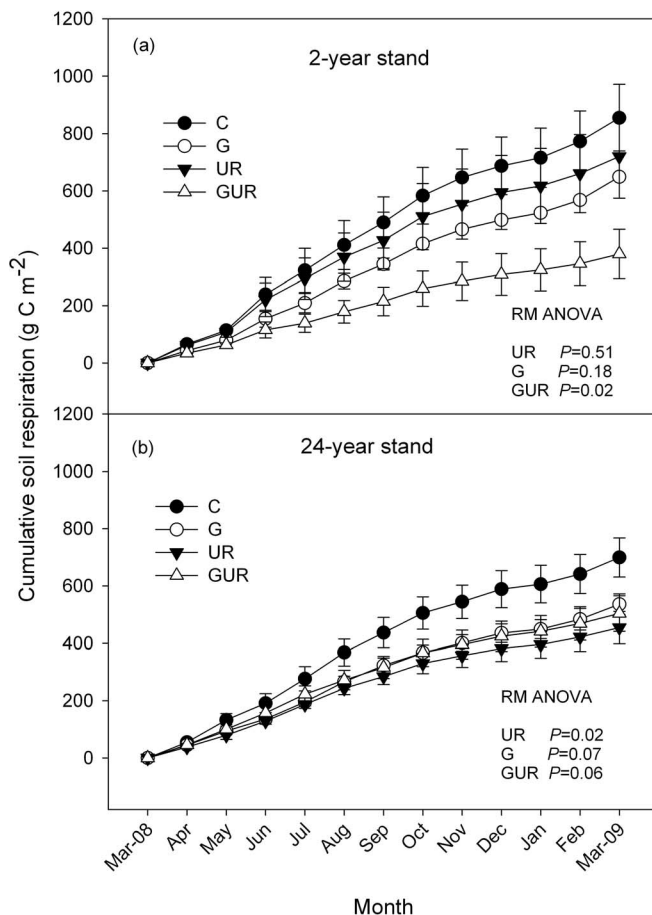 1200
(a)
2-year stand
1000
C
G
UR
GUR
800
600
400
200
0
RM ANOVA
UR P=0.51
G P=0.18
GUR P=0.02
Cumulative soil respiration (g C m⁻²)
1200
(b)
24-year stand
1000
C
G
UR
GUR
800
600
400
200
0
RM ANOVA
UR P=0.02
G P=0.07
GUR P=0.06
Mar-08 Apr May Jun Jul Aug Sep Oct Nov Dec Jan Feb Mar-09
Month